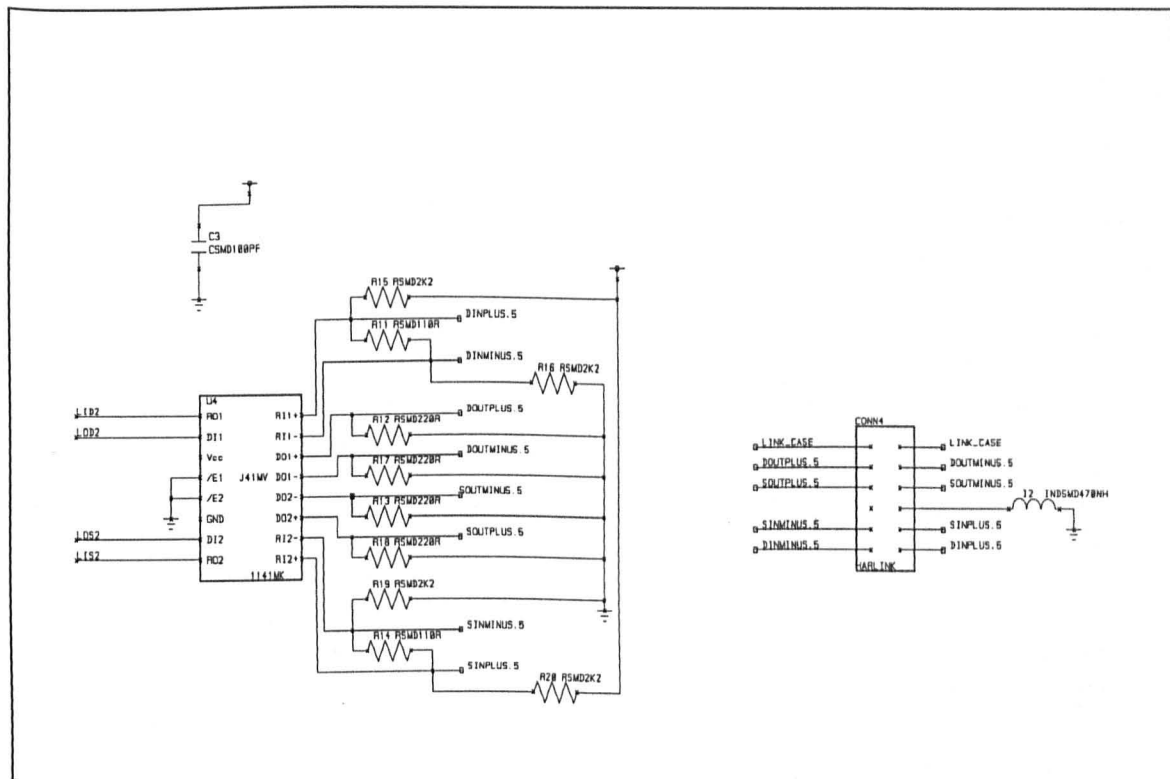 C3
CSMD100PF
R15 RSMD2K2
DINPLUS.5
R11 RSMD110R
DINMINUS.5
R16 RSMD2K2
U4
DOUTPLUS.5
LID2
RO1
RI1+
R12 RSMD220R
LOD2
DI1
RI1-
Vcc
DO1+
DOUTMINUS.5
R17 RSMD220R
/E1
J41MV
DO1-
/E2
DO2-
SOUTMINUS.5
R13 RSMD220R
GND
DO2+
SOUTPLUS.5
LOS2
DI2
RI2-
R18 RSMD220R
LIS2
RO2
RI2+
1141MK
R19 RSMD2K2
SINMINUS.5
R14 RSMD110R
SINPLUS.5
R20 RSMD2K2
CONN4
LINK_CASE
LINK_CASE
DOUTPLUS.5
DOUTMINUS.5
SOUTPLUS.5
SOUTMINUS.5
I2 INDSMD470NH
SINMINUS.5
SINPLUS.5
DINMINUS.5
DINPLUS.5
HARLINK